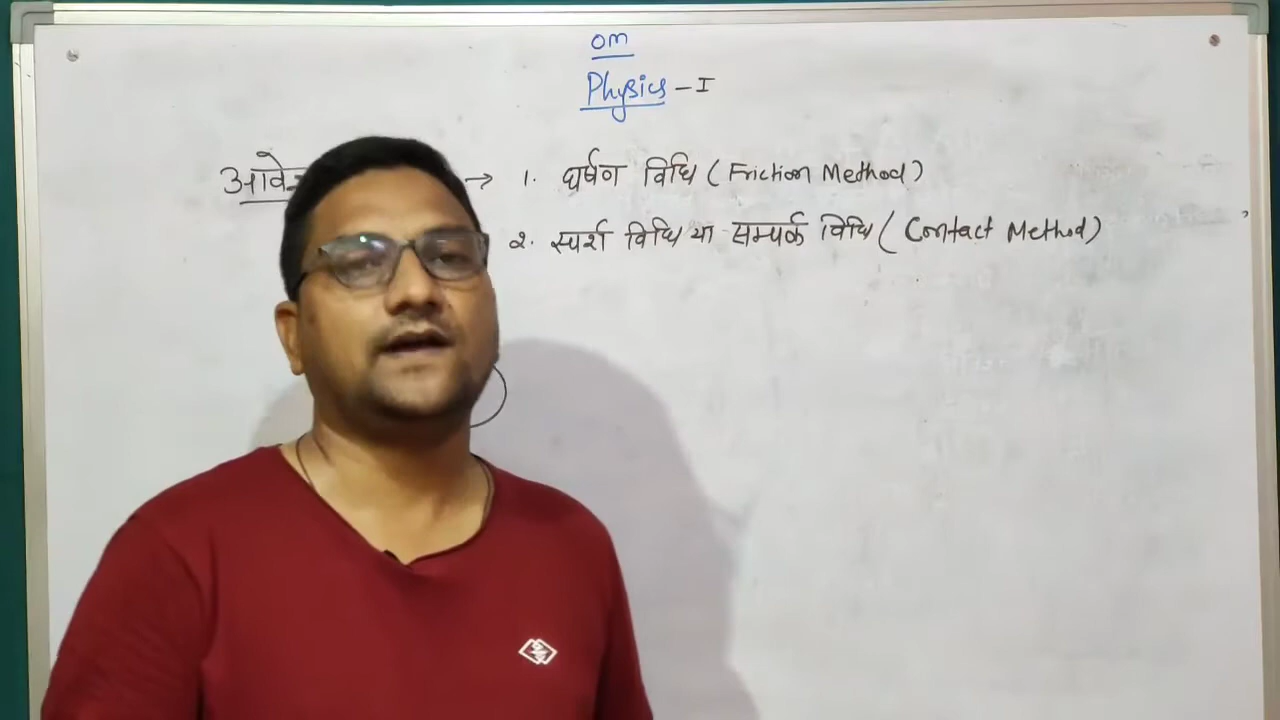 om
Physics - I
→ 1. घर्षण विधि (Friction Method)
2. स्पर्श विधि या सम्पर्क विधि (Contact Method)